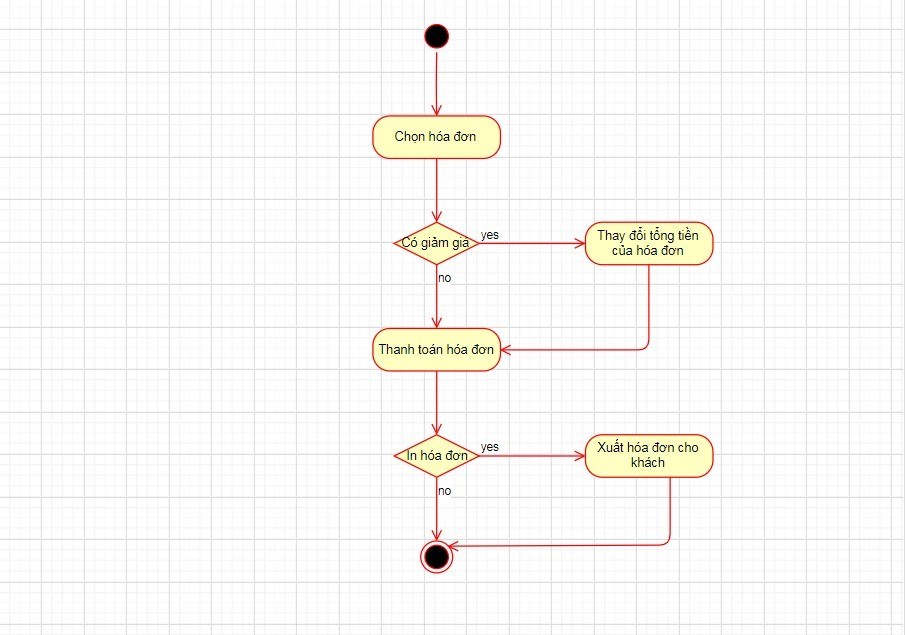 Chọn hóa đơn
Có giảm giá
yes
Thay đổi tổng tiền
của hóa đơn
no
Thanh toán hóa đơn
In hóa đơn
yes
Xuất hóa đơn cho
khách
no